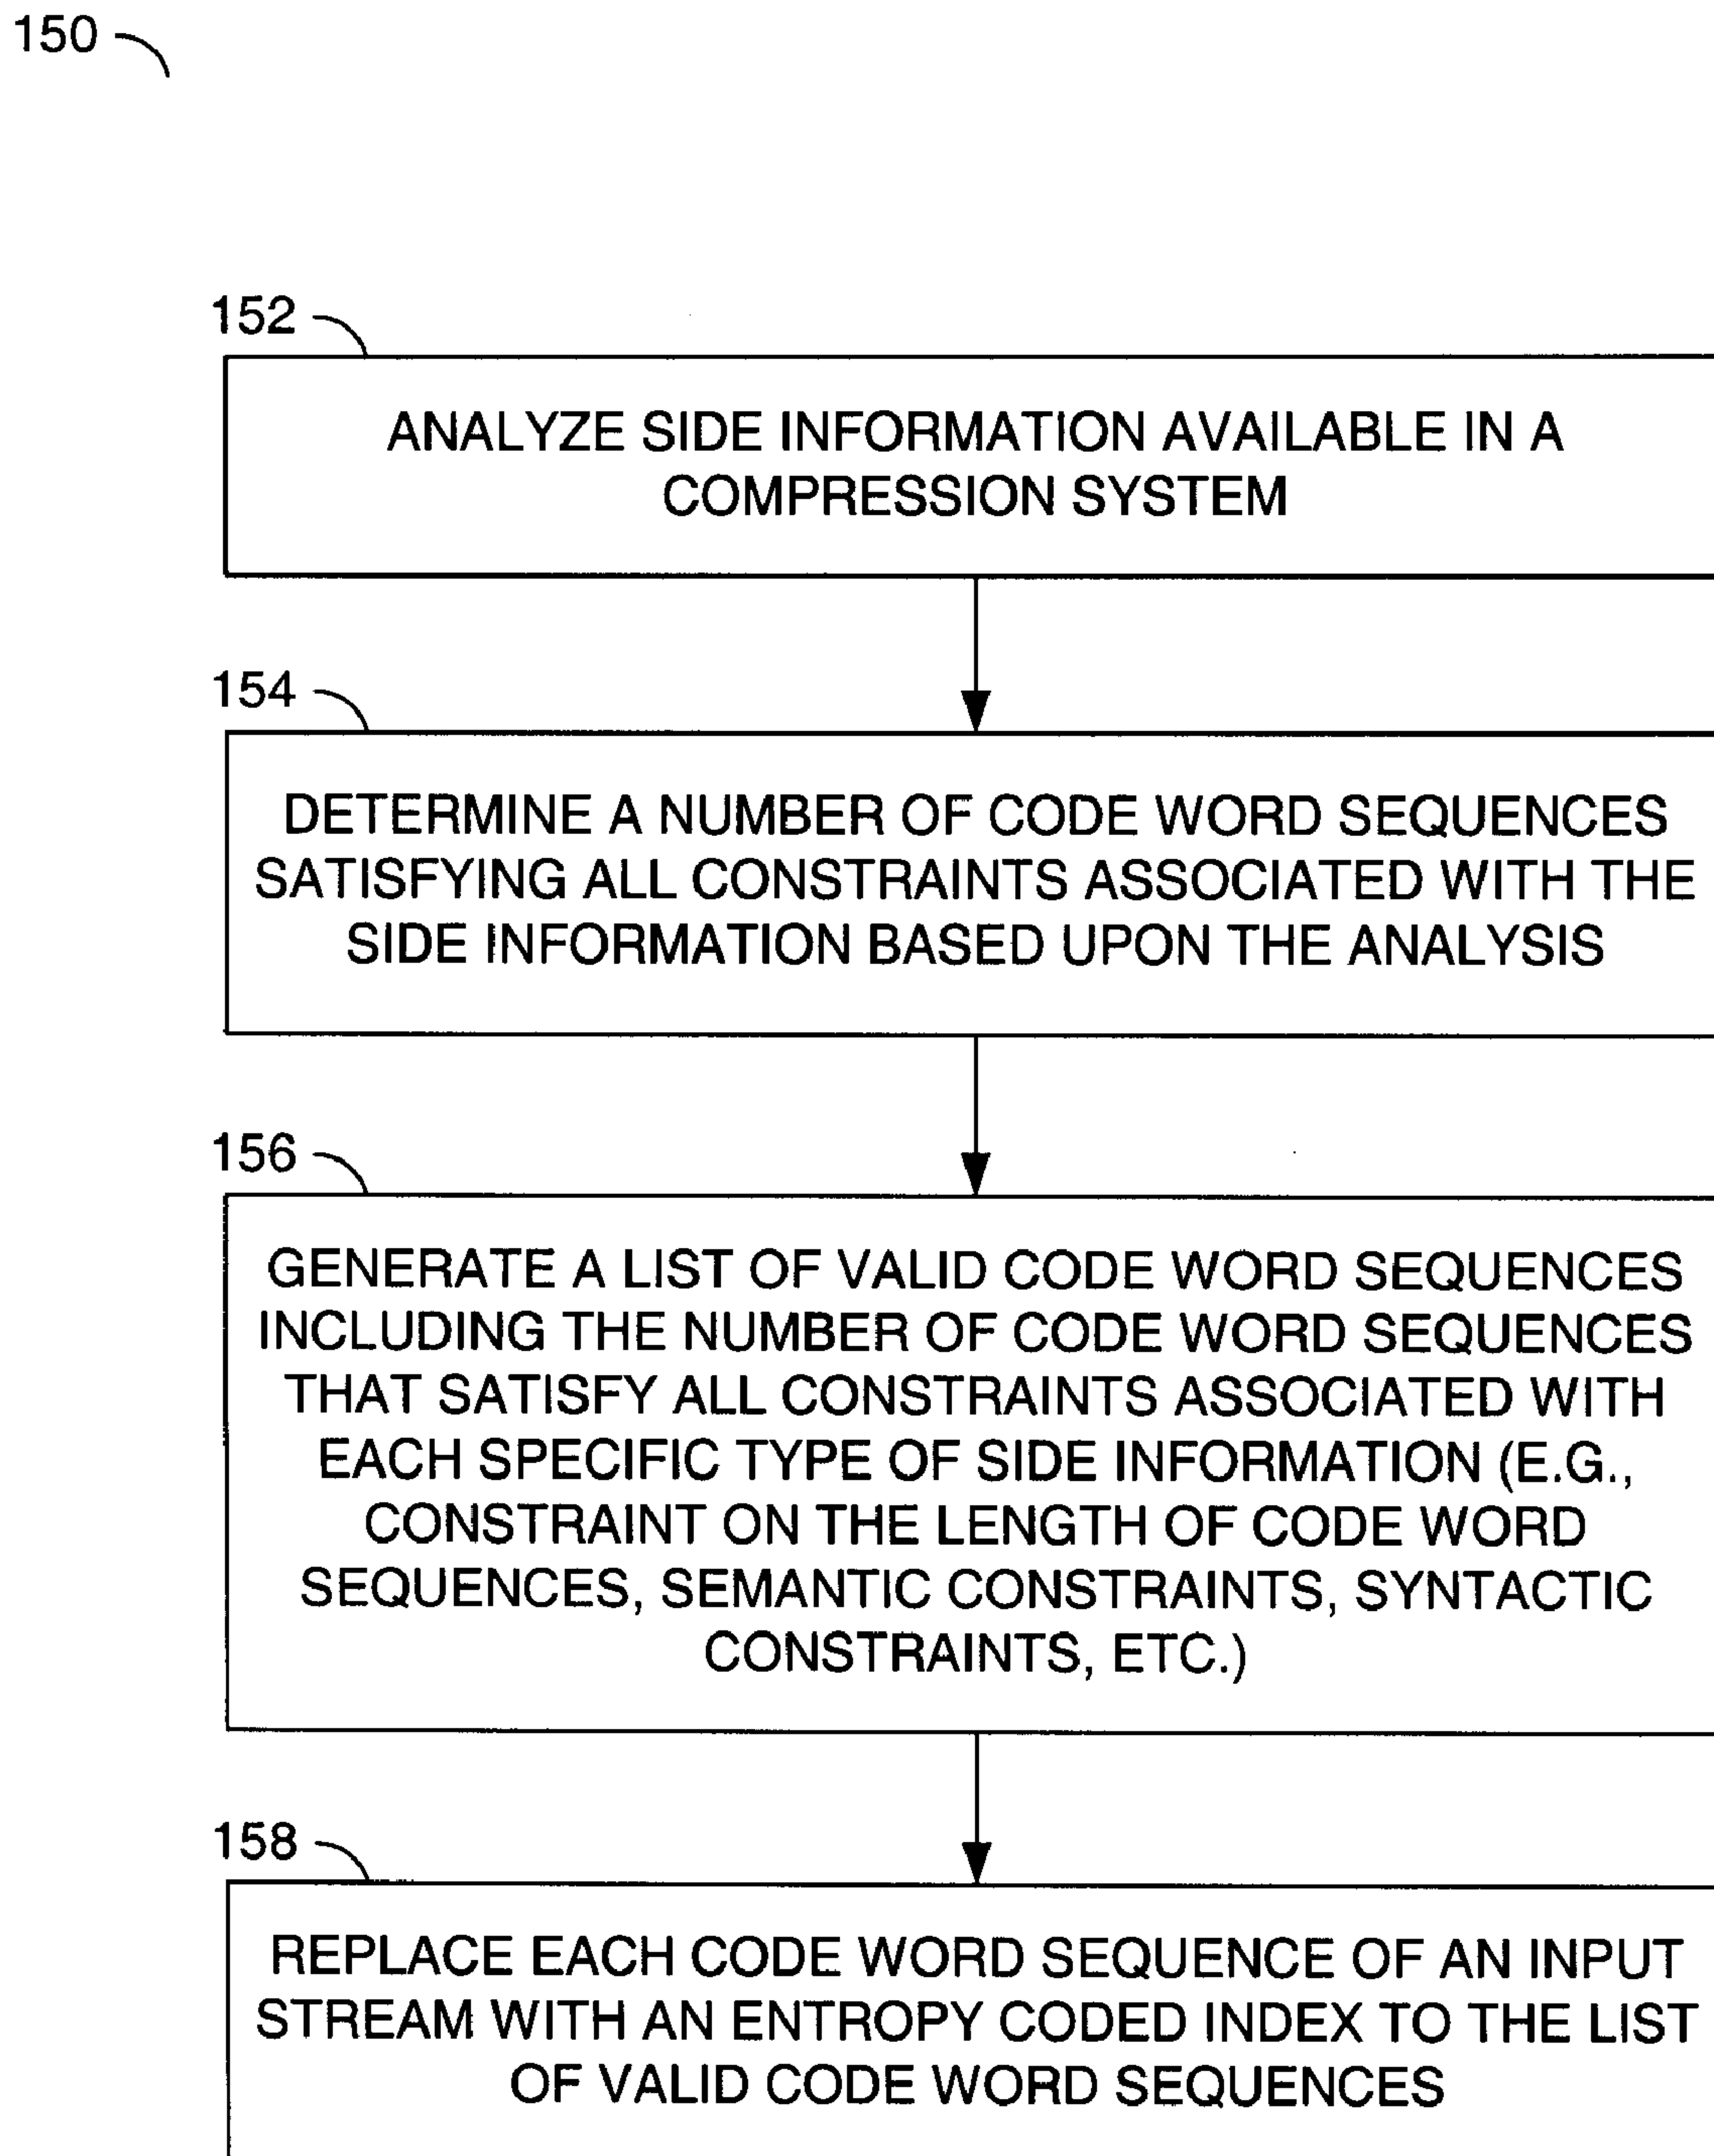 150
152
ANALYZE SIDE INFORMATION AVAILABLE IN A
COMPRESSION SYSTEM
154
DETERMINE A NUMBER OF CODE WORD SEQUENCES
SATISFYING ALL CONSTRAINTS ASSOCIATED WITH THE
SIDE INFORMATION BASED UPON THE ANALYSIS
156
GENERATE A LIST OF VALID CODE WORD SEQUENCES
INCLUDING THE NUMBER OF CODE WORD SEQUENCES
THAT SATISFY ALL CONSTRAINTS ASSOCIATED WITH
EACH SPECIFIC TYPE OF SIDE INFORMATION (E.G.,
CONSTRAINT ON THE LENGTH OF CODE WORD
SEQUENCES, SEMANTIC CONSTRAINTS, SYNTACTIC
CONSTRAINTS, ETC.)
158
REPLACE EACH CODE WORD SEQUENCE OF AN INPUT
STREAM WITH AN ENTROPY CODED INDEX TO THE LIST
OF VALID CODE WORD SEQUENCES